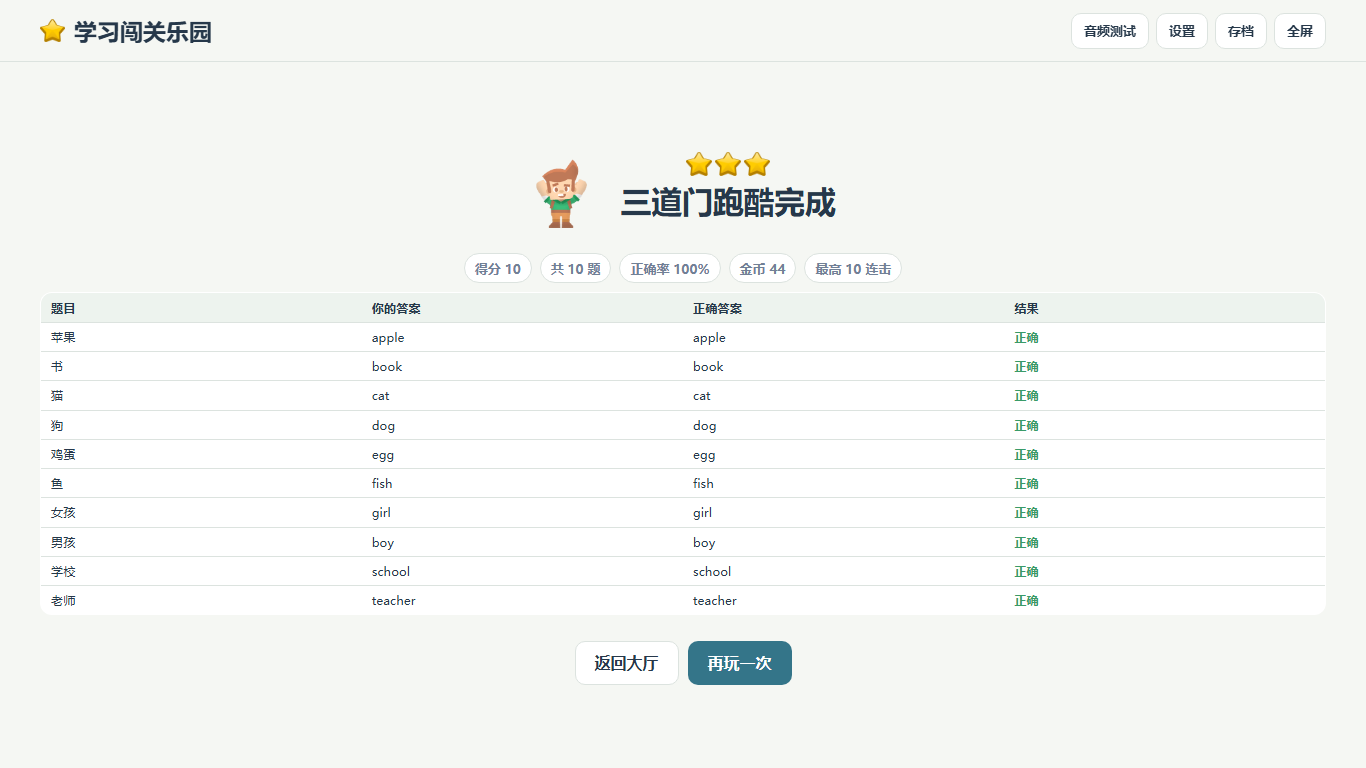 学习闯关乐园
音频测试 设置 存档 全屏
三道门跑酷完成
得分 10 共 10 题 正确率 100% 金币 44 最高 10 连击
题目 你的答案 正确答案 结果
苹果 apple apple 正确
书 book book 正确
猫 cat cat 正确
狗 dog dog 正确
鸡蛋 egg egg 正确
鱼 fish fish 正确
女孩 girl girl 正确
男孩 boy boy 正确
学校 school school 正确
老师 teacher teacher 正确
返回大厅 再玩一次